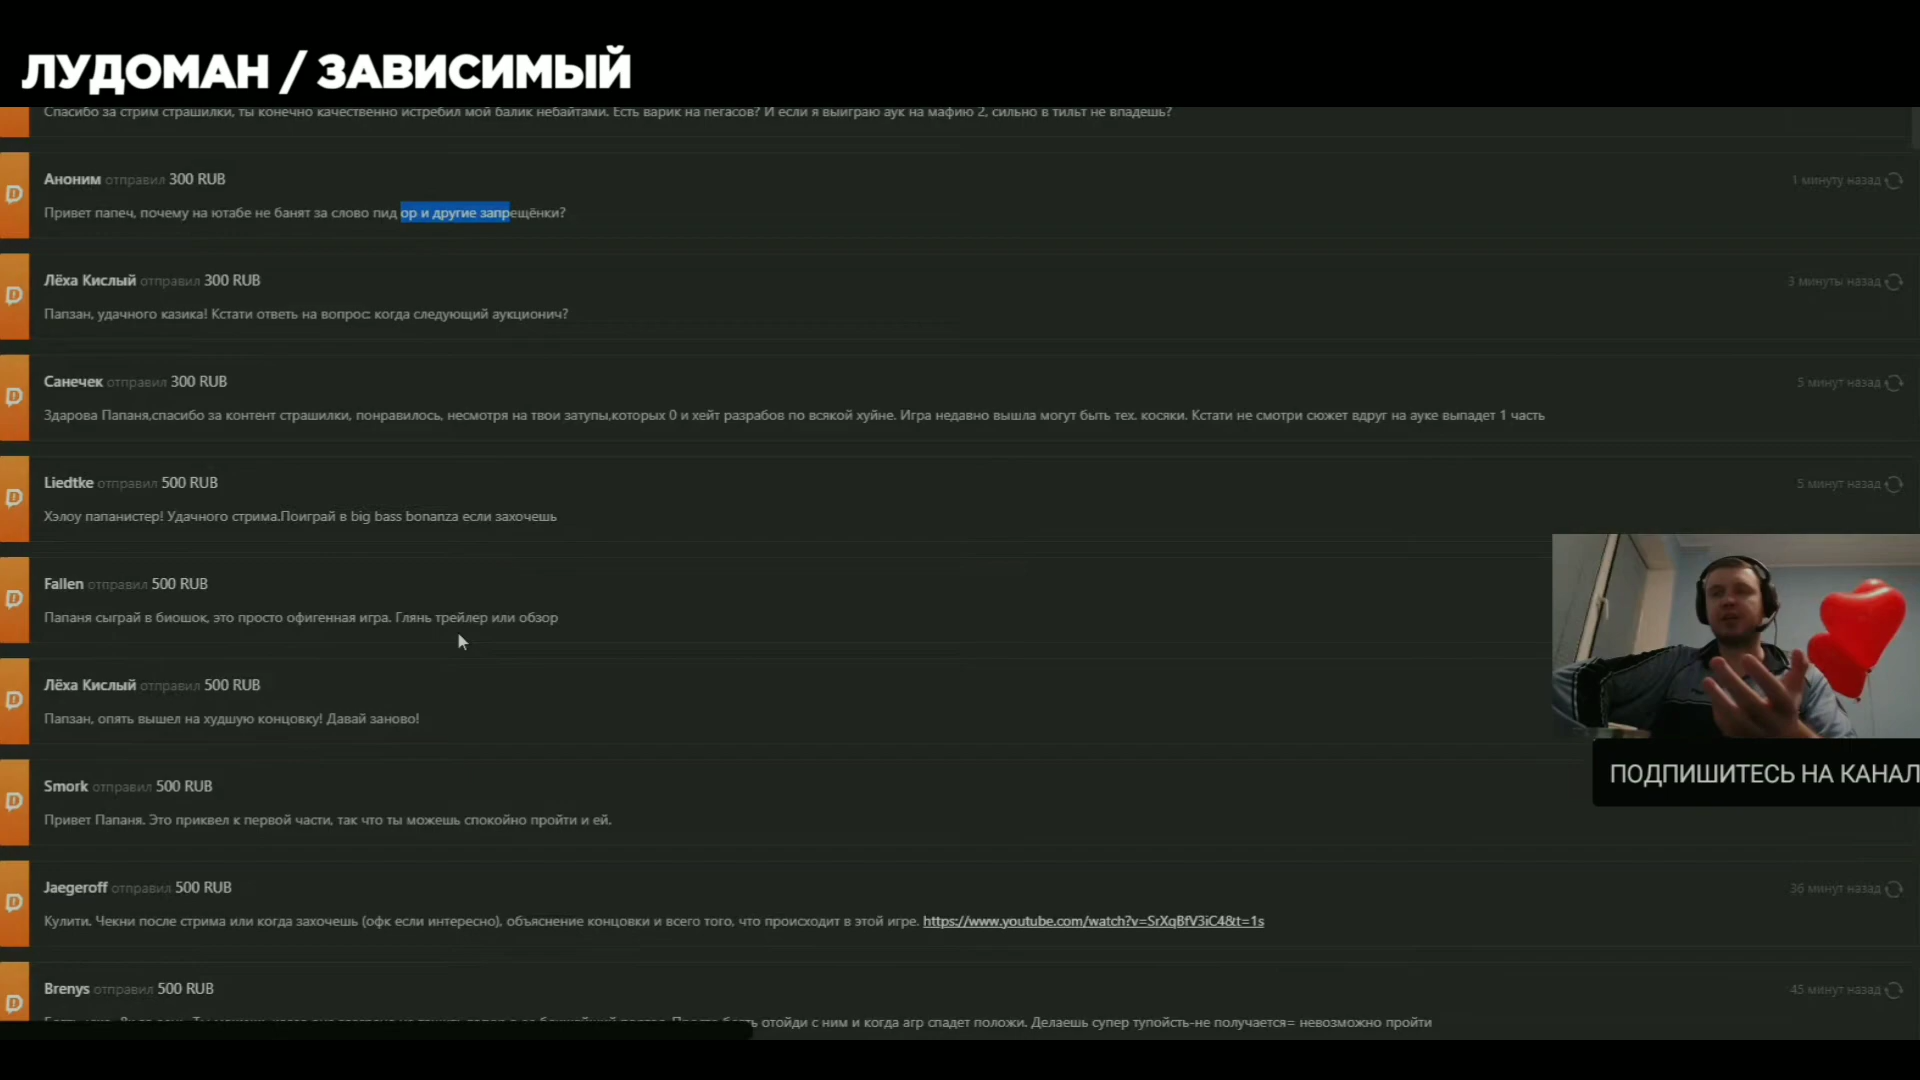 ЛУДОМАН / ЗАВИСИМЫЙ
Спасибо за стрим страшилки, ты конечно качественно истребил мой балик небайтами. Есть варик на пегасов? И если я выиграю аук на мафию 2, сильно в тильт не впадешь?
Аноним отправил 300 RUB
1 минуту назад
Привет папеч, почему на ютабе не банят за слово пид ор и другие запрещёнки?
Лёха Кислый отправил 300 RUB
3 минуты назад
Папзан, удачного казика! Кстати ответь на вопрос: когда следующий аукционич?
Санечек отправил 300 RUB
5 минут назад
Здарова Папаня,спасибо за контент страшилки, понравилось, несмотря на твои затупы,которых 0 и хейт разрабов по всякой хуйне. Игра недавно вышла могут быть тех. косяки. Кстати не смотри сюжет вдруг на ауке выпадет 1 часть
Liedtke отправил 500 RUB
5 минут назад
Хэлоу папанистер! Удачного стрима.Поиграй в big bass bonanza если захочешь
Fallen отправил 500 RUB
Папаня сыграй в биошок, это просто офигенная игра. Глянь трейлер или обзор
Лёха Кислый отправил 500 RUB
Папзан, опять вышел на худшую концовку! Давай заново!
ПОДПИШИТЕСЬ НА КАНАЛ
Smork отправил 500 RUB
Привет Папаня. Это приквел к первой части, так что ты можешь спокойно пройти и ей.
Jaegeroff отправил 500 RUB
36 минут назад
Кулити. Чекни после стрима или когда захочешь (офк если интересно), объяснение концовки и всего того, что происходит в этой игре. https://www.youtube.com/watch?v=SrXqBfV3iC4&t=1s
Brenys отправил 500 RUB
45 минут назад
отойди с ним и когда агр спадет положи. Делаешь супер тупойсть-не получается= невозможно пройти